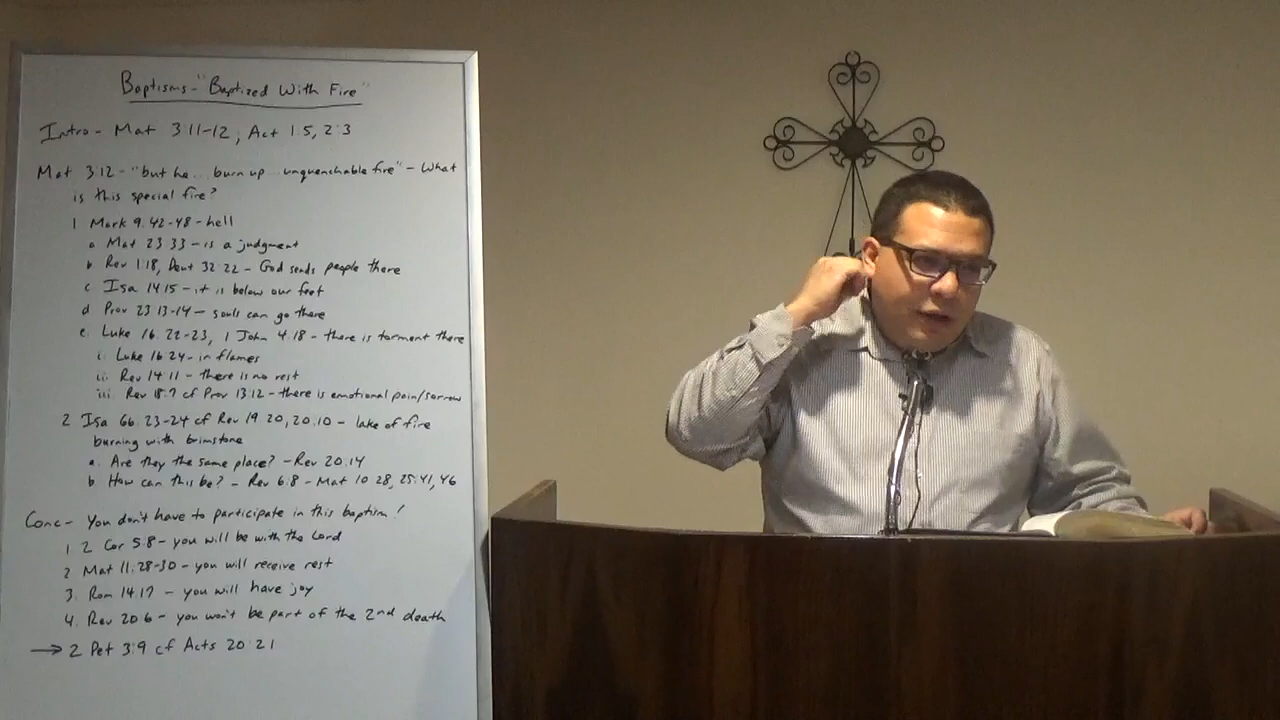 Baptisms - "Baptized With Fire"
Intro - Mat 3:11-12; Act 1:5, 2:3
Mat 3:12 - "but he... burn up... unquenchable fire" - What
is this special fire?
1 Mark 9:42-48 - hell
a Mat 23:33 - is a judgment
b Rev 1:18, Deut 32:22 - God sends people there
c Isa 14:15 - it is below our feet
d Prov 23:13-14 - souls can go there
e. Luke 16:22-23, 1 John 4:18 - there is torment there
i. Luke 16:24 - in flames
ii. Rev 14:11 - there is no rest
iii. Rev 18:7 cf Prov 13:12 - there is emotional pain/sorrow
2 Isa 66:23-24 cf Rev 19:20, 20:10 - lake of fire
burning with brimstone
a. Are they the same place? - Rev 20:14
b How can this be? - Rev 6:8 - Mat 10:28, 25:41, 46
Conc - You don't have to participate in this baptism!
1 2 Cor 5:8 - you will be with the Lord
2 Mat 11:28-30 - you will receive rest
3. Rom 14:17 - you will have joy
4. Rev 20:6 - you won't be part of the 2nd death
→ 2 Pet 3:9 cf Acts 20:21